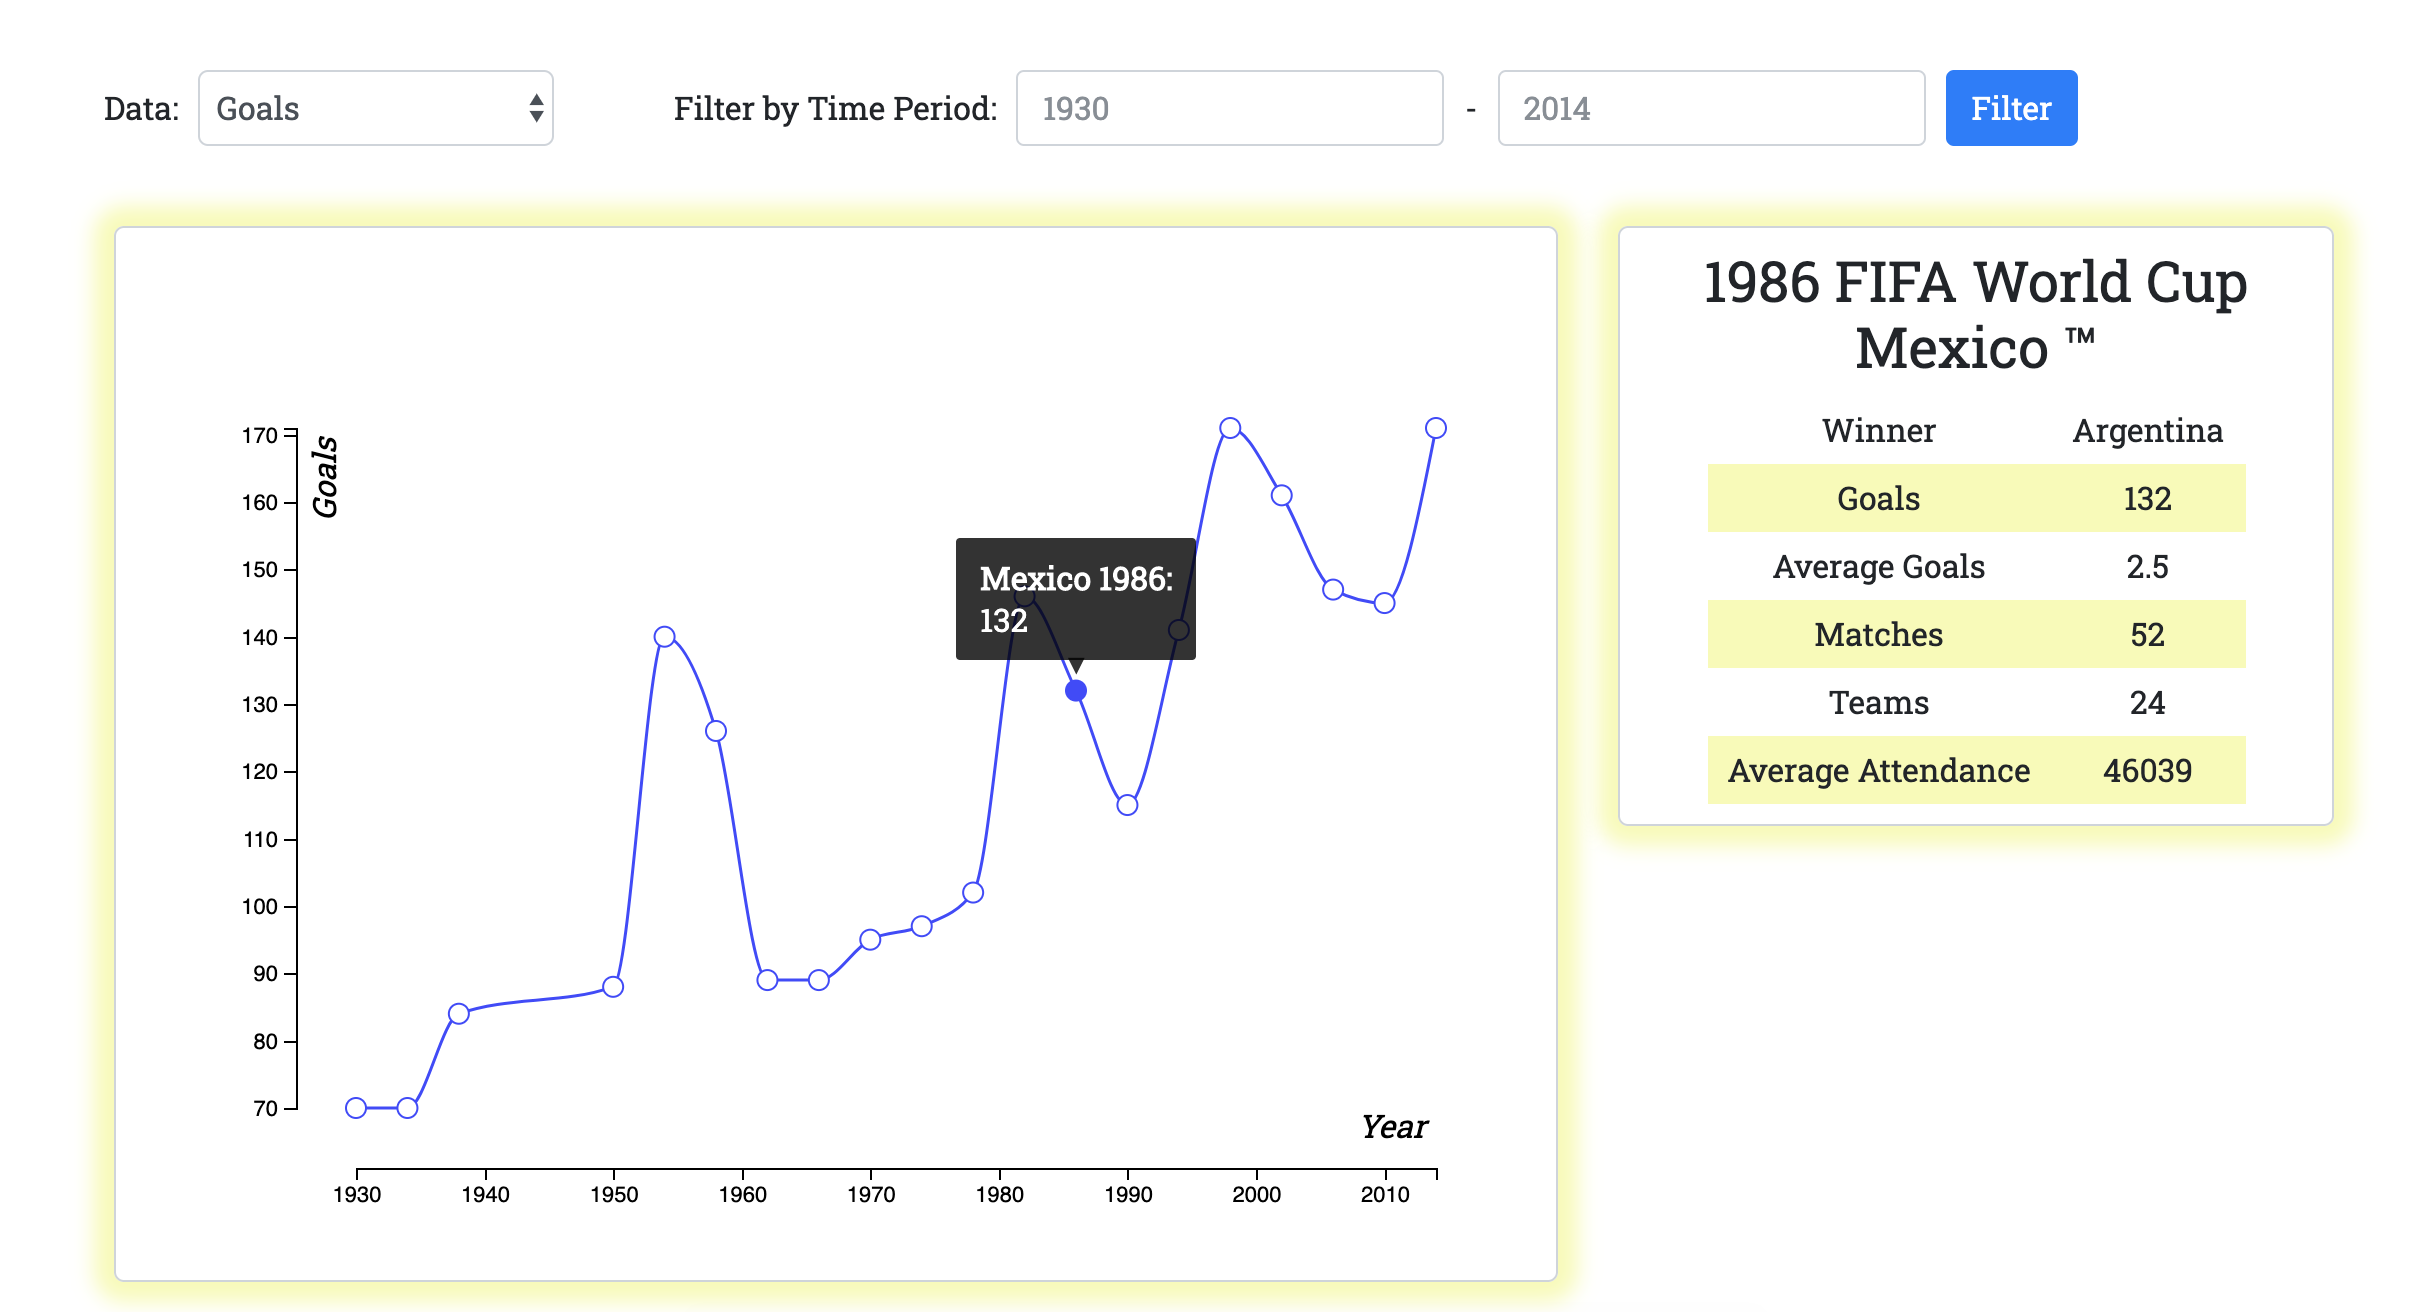 Data: Goals Filter by Time Period: 1930 - 2014 Filter
Goals
170
160
150
140
130
120
110
100
90
80
70
Mexico 1986:
132
Year
1930 1940 1950 1960 1970 1980 1990 2000 2010
1986 FIFA World Cup
Mexico ™
Winner Argentina
Goals 132
Average Goals 2.5
Matches 52
Teams 24
Average Attendance 46039